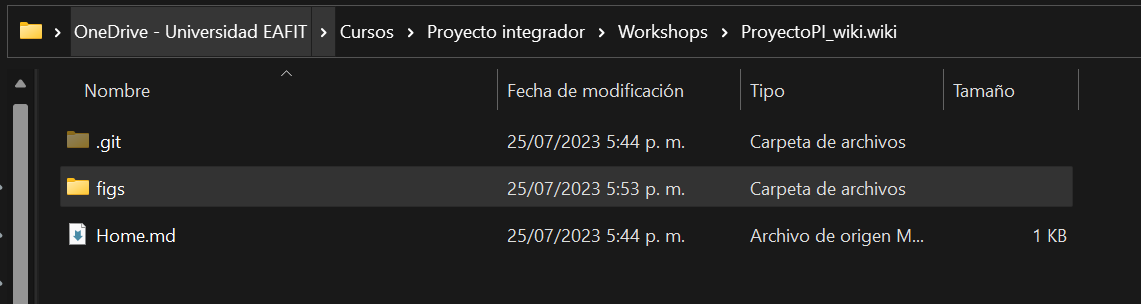 OneDrive - Universidad EAFIT > Cursos > Proyecto integrador > Workshops > ProyectoPI_wiki.wiki
Nombre Fecha de modificación Tipo Tamaño
.git 25/07/2023 5:44 p. m. Carpeta de archivos
figs 25/07/2023 5:53 p. m. Carpeta de archivos
Home.md 25/07/2023 5:44 p. m. Archivo de origen M... 1 KB